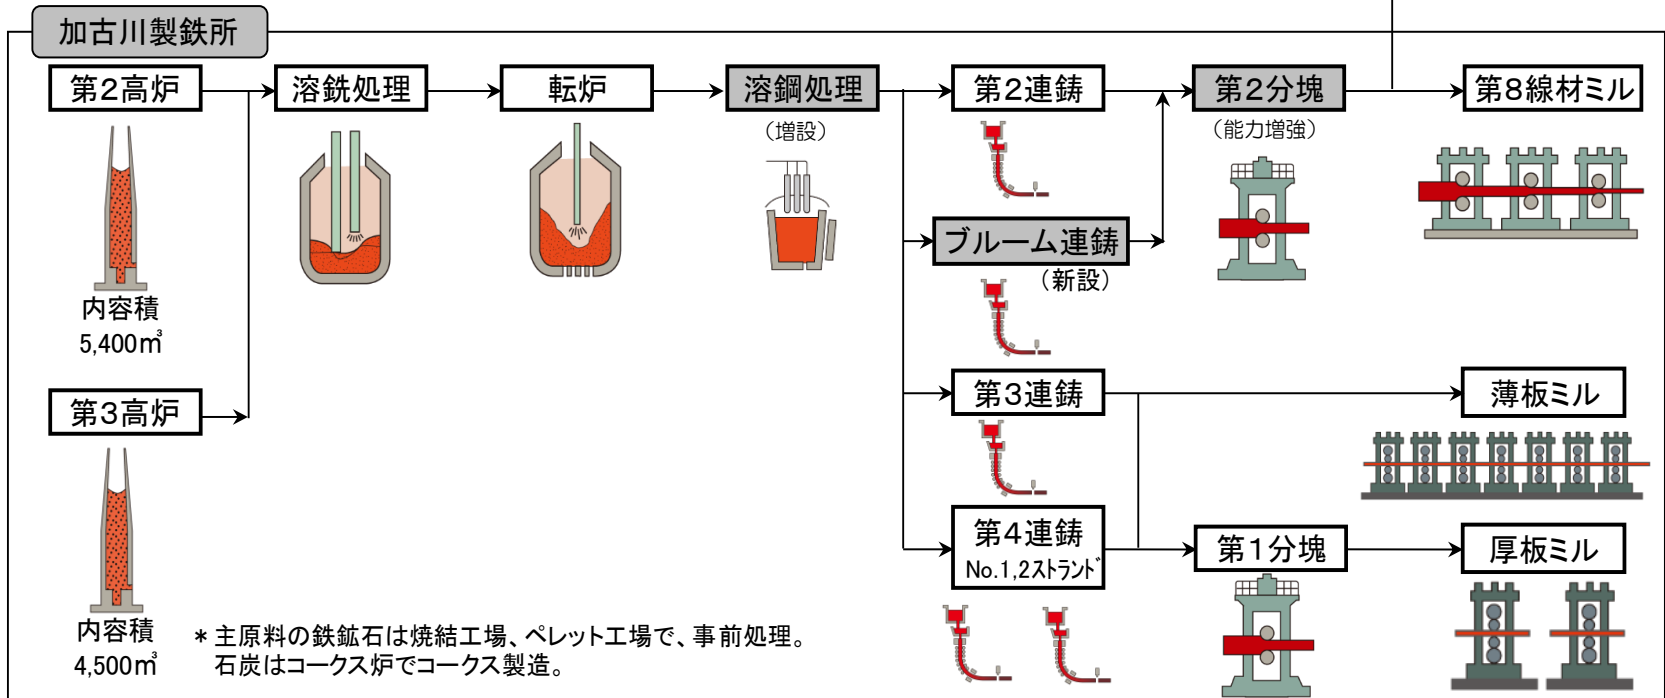 加古川製鉄所
第2高炉
溶銑処理
転炉
溶鋼処理
（増設）
第2連鋳
第2分塊
（能力増強）
第8線材ミル
ブルーム連鋳
（新設）
内容積
5,400㎥
第3高炉
第3連鋳
薄板ミル
第4連鋳
No.1,2ストランド
第1分塊
厚板ミル
内容積
4,500㎥
＊主原料の鉄鉱石は焼結工場、ペレット工場で、事前処理。
石炭はコークス炉でコークス製造。